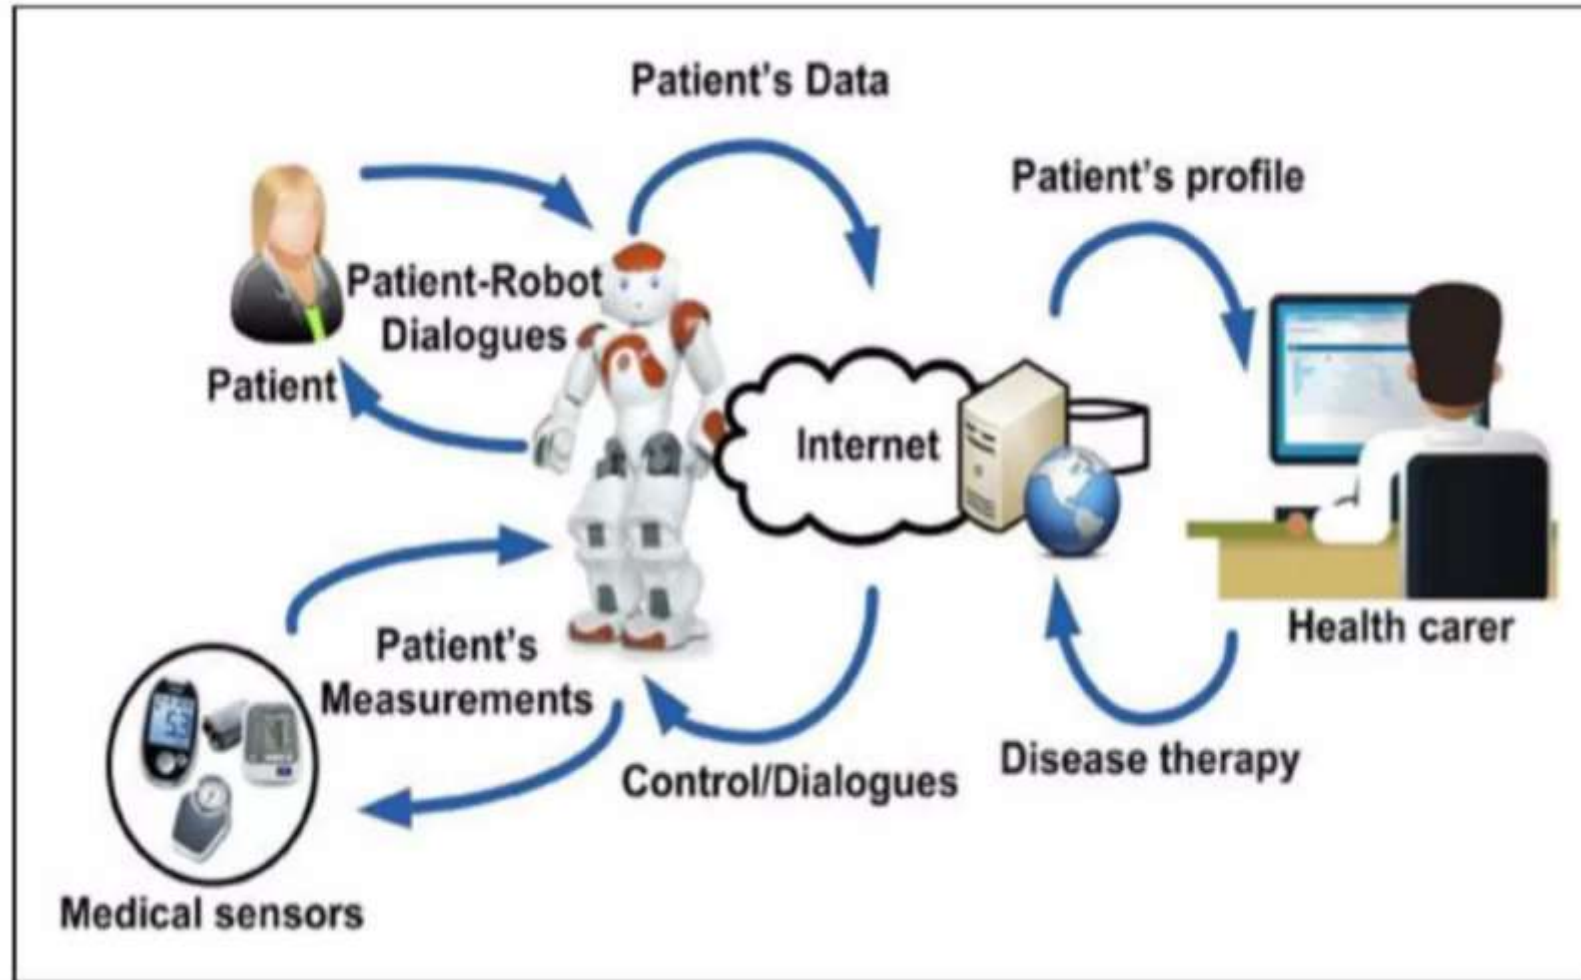 Patient's Data
Patient's profile
Patient-Robot
Dialogues
Patient
Internet
Health carer
Patient's
Measurements
Control/Dialogues
Disease therapy
Medical sensors